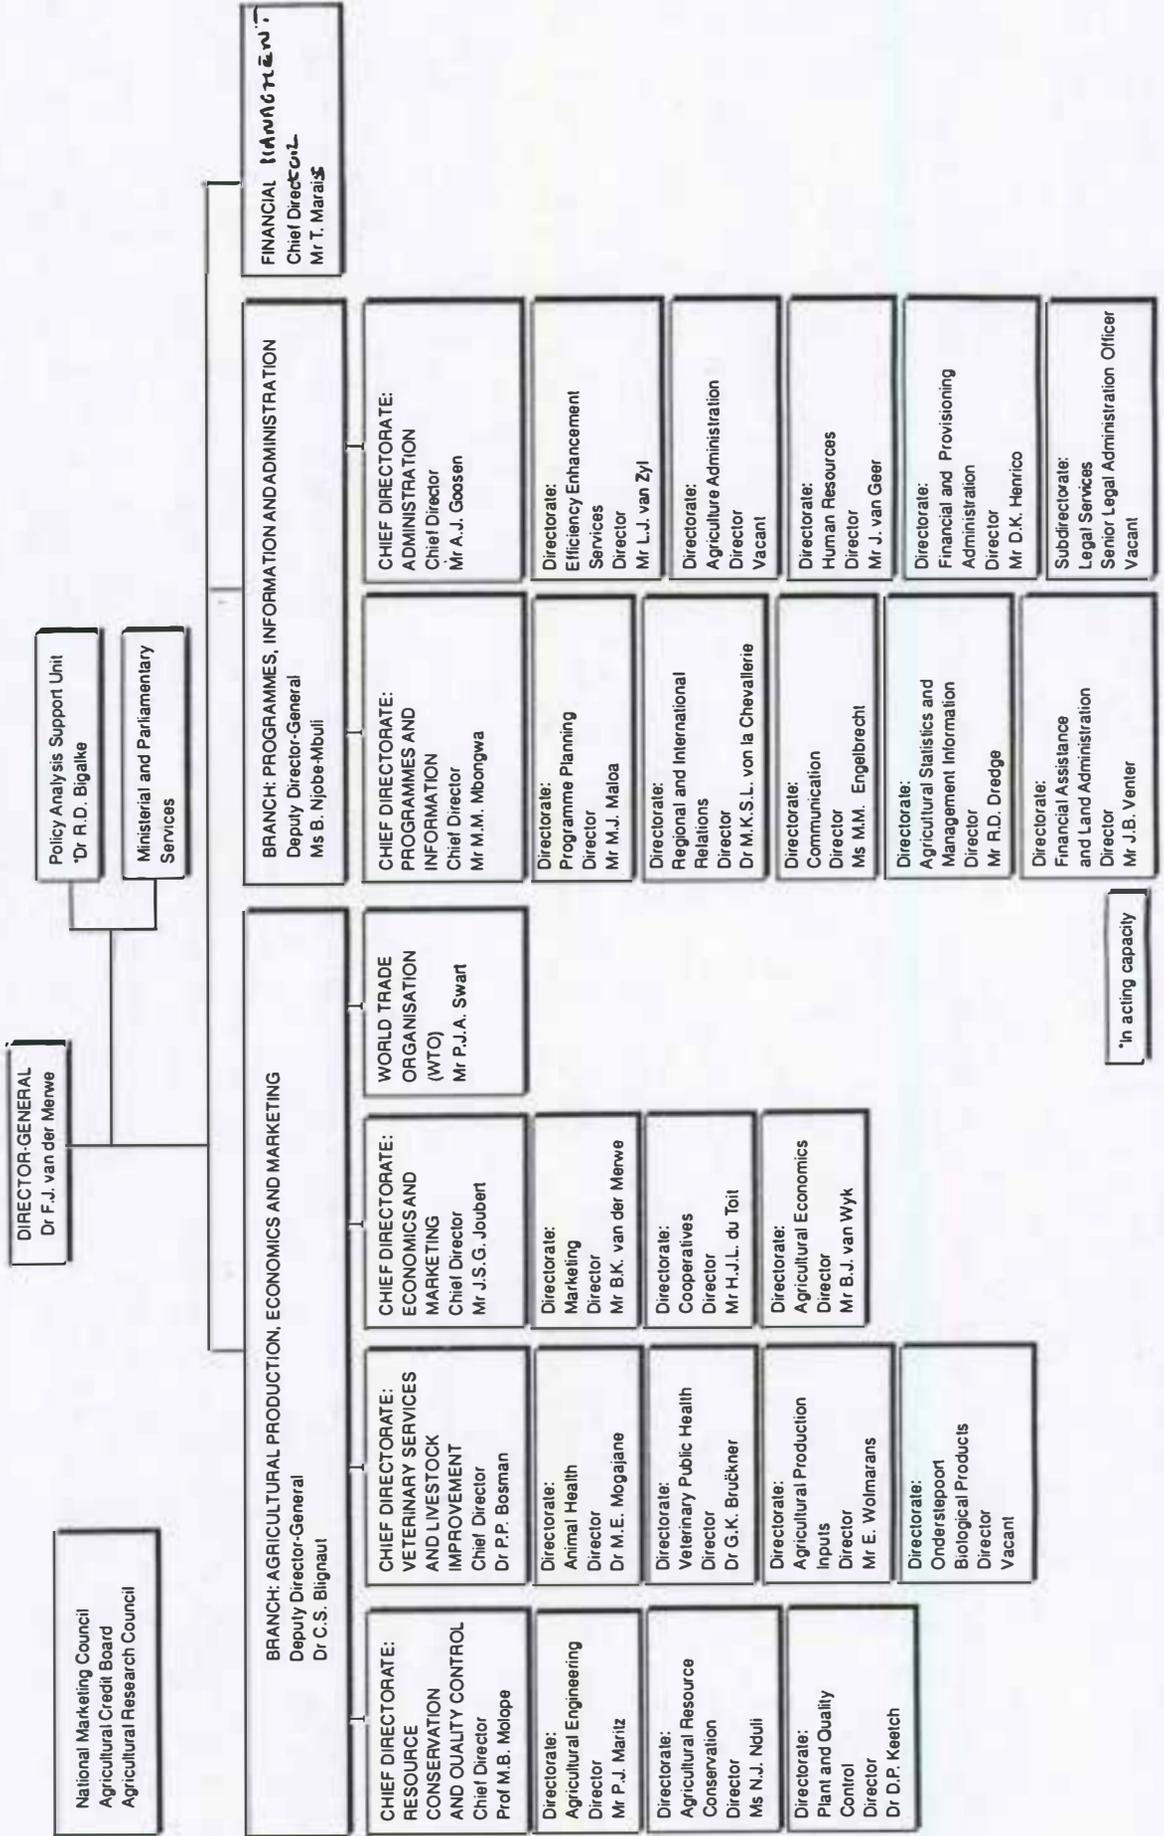 DIRECTOR-GENERAL
Dr F.J. van der Merwe
National Marketing Council
Agricultural Credit Board
Agricultural Research Council
Policy Analysis Support Unit
*Dr R.D. Bigalke
Ministerial and Parliamentary
Services
BRANCH: AGRICULTURAL PRODUCTION, ECONOMICS AND MARKETING
Deputy Director-General
Dr C.S. Blignaut
BRANCH: PROGRAMMES, INFORMATION AND ADMINISTRATION
Deputy Director-General
Ms B. Njobe-Mbuli
FINANCIAL MANAGMENT
Chief Director
Mr T. Marais
CHIEF DIRECTORATE:
RESOURCE
CONSERVATION
AND QUALITY CONTROL
Chief Director
Prof M.B. Molope
Directorate:
Agricultural Engineering
Director
Mr P.J. Maritz
Directorate:
Agricultural Resource
Conservation
Director
Ms N.J. Nduli
Directorate:
Plant and Quality
Control
Director
Dr D.P. Keetch
CHIEF DIRECTORATE:
VETERINARY SERVICES
AND LIVESTOCK
IMPROVEMENT
Chief Director
Dr P.P. Bosman
Directorate:
Animal Health
Director
Dr M.E. Mogajane
Directorate:
Veterinary Public Health
Director
Dr G.K. Brückner
Directorate:
Agricultural Production
Inputs
Director
Mr E. Wolmarans
Directorate:
Onderstepoort
Biological Products
Director
Vacant
CHIEF DIRECTORATE:
ECONOMICS AND
MARKETING
Chief Director
Mr J.S.G. Joubert
Directorate:
Marketing
Director
Mr B.K. van der Merwe
Directorate:
Cooperatives
Director
Mr H.J.L. du Toit
Directorate:
Agricultural Economics
Director
Mr B.J. van Wyk
WORLD TRADE
ORGANISATION
(WTO)
Mr P.J.A. Swart
CHIEF DIRECTORATE:
PROGRAMMES AND
INFORMATION
Chief Director
Mr M.M. Mbongwa
Directorate:
Programme Planning
Director
Mr M.J. Maloa
Directorate:
Regional and International
Relations
Director
Dr M.K.S.L. von la Chevallerie
Directorate:
Communication
Director
Ms M.M. Engelbrecht
Directorate:
Agricultural Statistics and
Management Information
Director
Mr R.D. Dredge
Directorate:
Financial Assistance
and Land Administration
Director
Mr J.B. Venter
CHIEF DIRECTORATE:
ADMINISTRATION
Chief Director
Mr A.J. Goosen
Directorate:
Efficiency Enhancement
Services
Director
Mr L.J. van Zyl
Directorate:
Agriculture Administration
Director
Vacant
Directorate:
Human Resources
Director
Mr J. van Geer
Directorate:
Financial and Provisioning
Administration
Director
Mr D.K. Henrico
Subdirectorate:
Legal Services
Senior Legal Administration Officer
Vacant
*In acting capacity